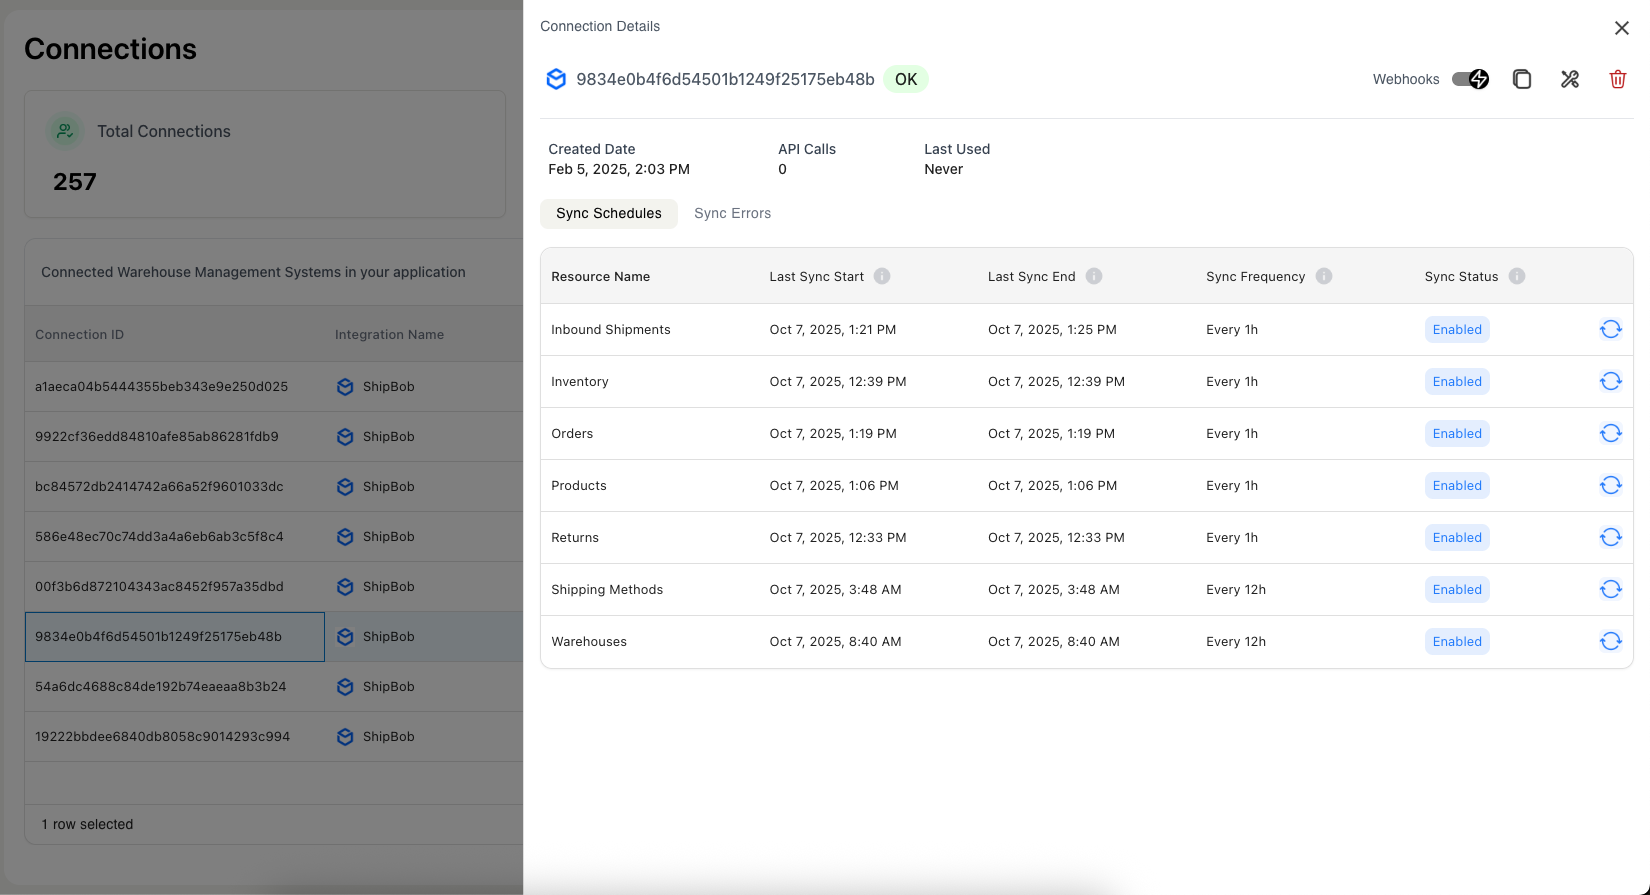 Connections
Total Connections
257
Connected Warehouse Management Systems in your application
Connection ID Integration Name
a1aeca04b5444355beb343e9e250d025 ShipBob
9922cf36edd84810afe85ab86281fdb9 ShipBob
bc84572db2414742a66a52f9601033dc ShipBob
586e48ec70c74dd3a4a6eb6ab3c5f8c4 ShipBob
00f3b6d872104343ac8452f957a35dbd ShipBob
9834e0b4f6d54501b1249f25175eb48b ShipBob
54a6dc4688c84de192b74eaeaa8b3b24 ShipBob
19222bbdee6840db8058c9014293c994 ShipBob
1 row selected
Connection Details
9834e0b4f6d54501b1249f25175eb48b OK Webhooks
Created Date API Calls Last Used
Feb 5, 2025, 2:03 PM 0 Never
Sync Schedules Sync Errors
Resource Name Last Sync Start Last Sync End Sync Frequency Sync Status
Inbound Shipments Oct 7, 2025, 1:21 PM Oct 7, 2025, 1:25 PM Every 1h Enabled
Inventory Oct 7, 2025, 12:39 PM Oct 7, 2025, 12:39 PM Every 1h Enabled
Orders Oct 7, 2025, 1:19 PM Oct 7, 2025, 1:19 PM Every 1h Enabled
Products Oct 7, 2025, 1:06 PM Oct 7, 2025, 1:06 PM Every 1h Enabled
Returns Oct 7, 2025, 12:33 PM Oct 7, 2025, 12:33 PM Every 1h Enabled
Shipping Methods Oct 7, 2025, 3:48 AM Oct 7, 2025, 3:48 AM Every 12h Enabled
Warehouses Oct 7, 2025, 8:40 AM Oct 7, 2025, 8:40 AM Every 12h Enabled